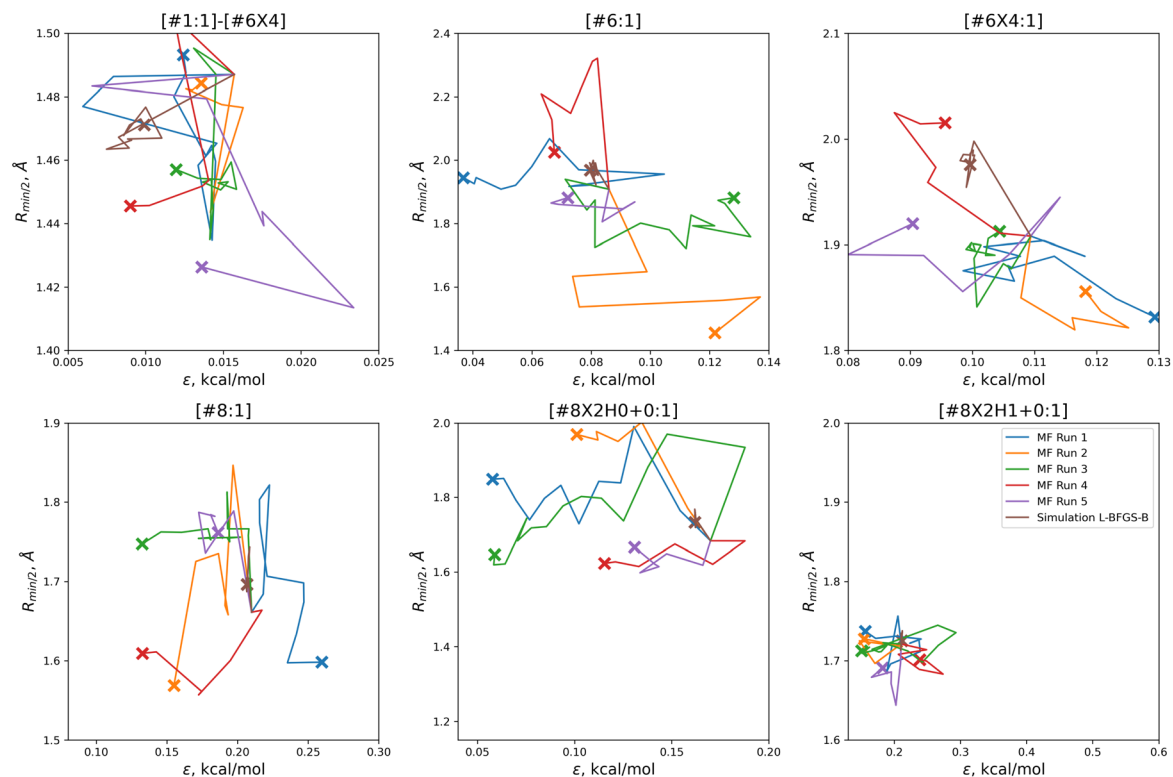 [#1:1]-[#6X4]
1.50
1.48
1.46
1.44
1.42
1.40
R_min/2, Å
0.005 0.010 0.015 0.020 0.025
ε, kcal/mol
[#6:1]
2.4
2.2
2.0
1.8
1.6
1.4
R_min/2, Å
0.04 0.06 0.08 0.10 0.12 0.14
ε, kcal/mol
[#6X4:1]
2.1
2.0
1.9
1.8
R_min/2, Å
0.08 0.09 0.10 0.11 0.12 0.13
ε, kcal/mol
[#8:1]
1.9
1.8
1.7
1.6
1.5
R_min/2, Å
0.10 0.15 0.20 0.25 0.30
ε, kcal/mol
[#8X2H0+0:1]
2.0
1.8
1.6
1.4
1.2
R_min/2, Å
0.05 0.10 0.15 0.20
ε, kcal/mol
[#8X2H1+0:1]
MF Run 1
MF Run 2
MF Run 3
MF Run 4
MF Run 5
Simulation L-BFGS-B
2.0
1.9
1.8
1.7
1.6
R_min/2, Å
0.2 0.3 0.4 0.5 0.6
ε, kcal/mol